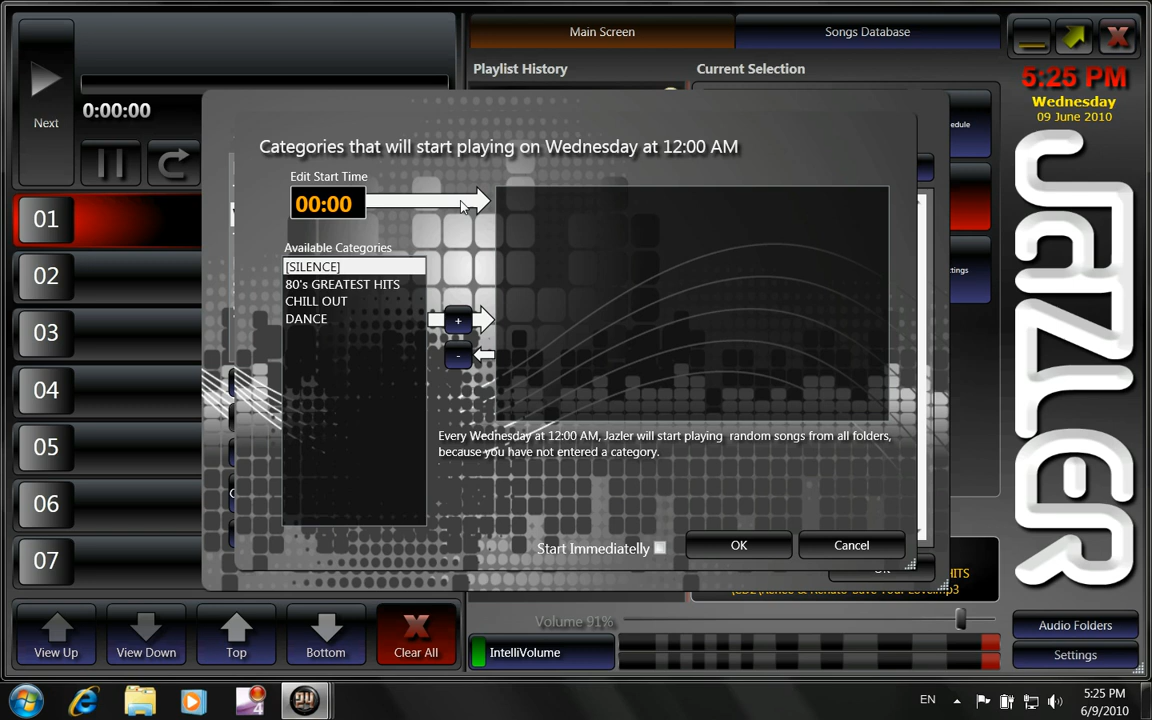 Main Screen
Songs Database
Playlist History
Current Selection
Next
0:00:00
5:25 PM
Wednesday
09 June 2010
Categories that will start playing on Wednesday at 12:00 AM
Edit Start Time
00:00
Available Categories
[SILENCE]
80's GREATEST HITS
CHILL OUT
DANCE
+
-
Every Wednesday at 12:00 AM, Jazler will start playing random songs from all folders,
because you have not entered a category.
Start Immediatelly
OK
Cancel
01
02
03
04
05
06
07
edule
tings
HITS
JAZLER
View Up
View Down
Top
Bottom
Clear All
Volume 91%
IntelliVolume
Audio Folders
Settings
EN
5:25 PM
6/9/2010